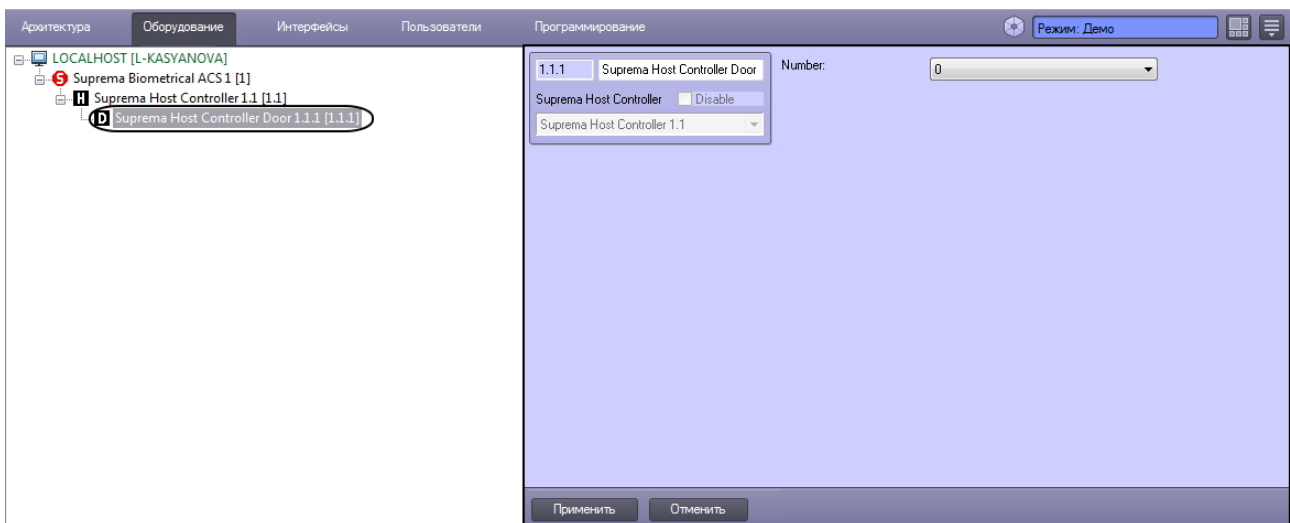 Архитектура Оборудование Интерфейсы Пользователи Программирование Режим: Демо
LOCALHOST [L-KASYANOVA]
S Suprema Biometrical ACS 1 [1]
H Suprema Host Controller 1.1 [1.1]
D Suprema Host Controller Door 1.1.1 [1.1.1]
1.1.1 Suprema Host Controller Door
Suprema Host Controller Disable
Suprema Host Controller 1.1
Number: 0
Применить Отменить